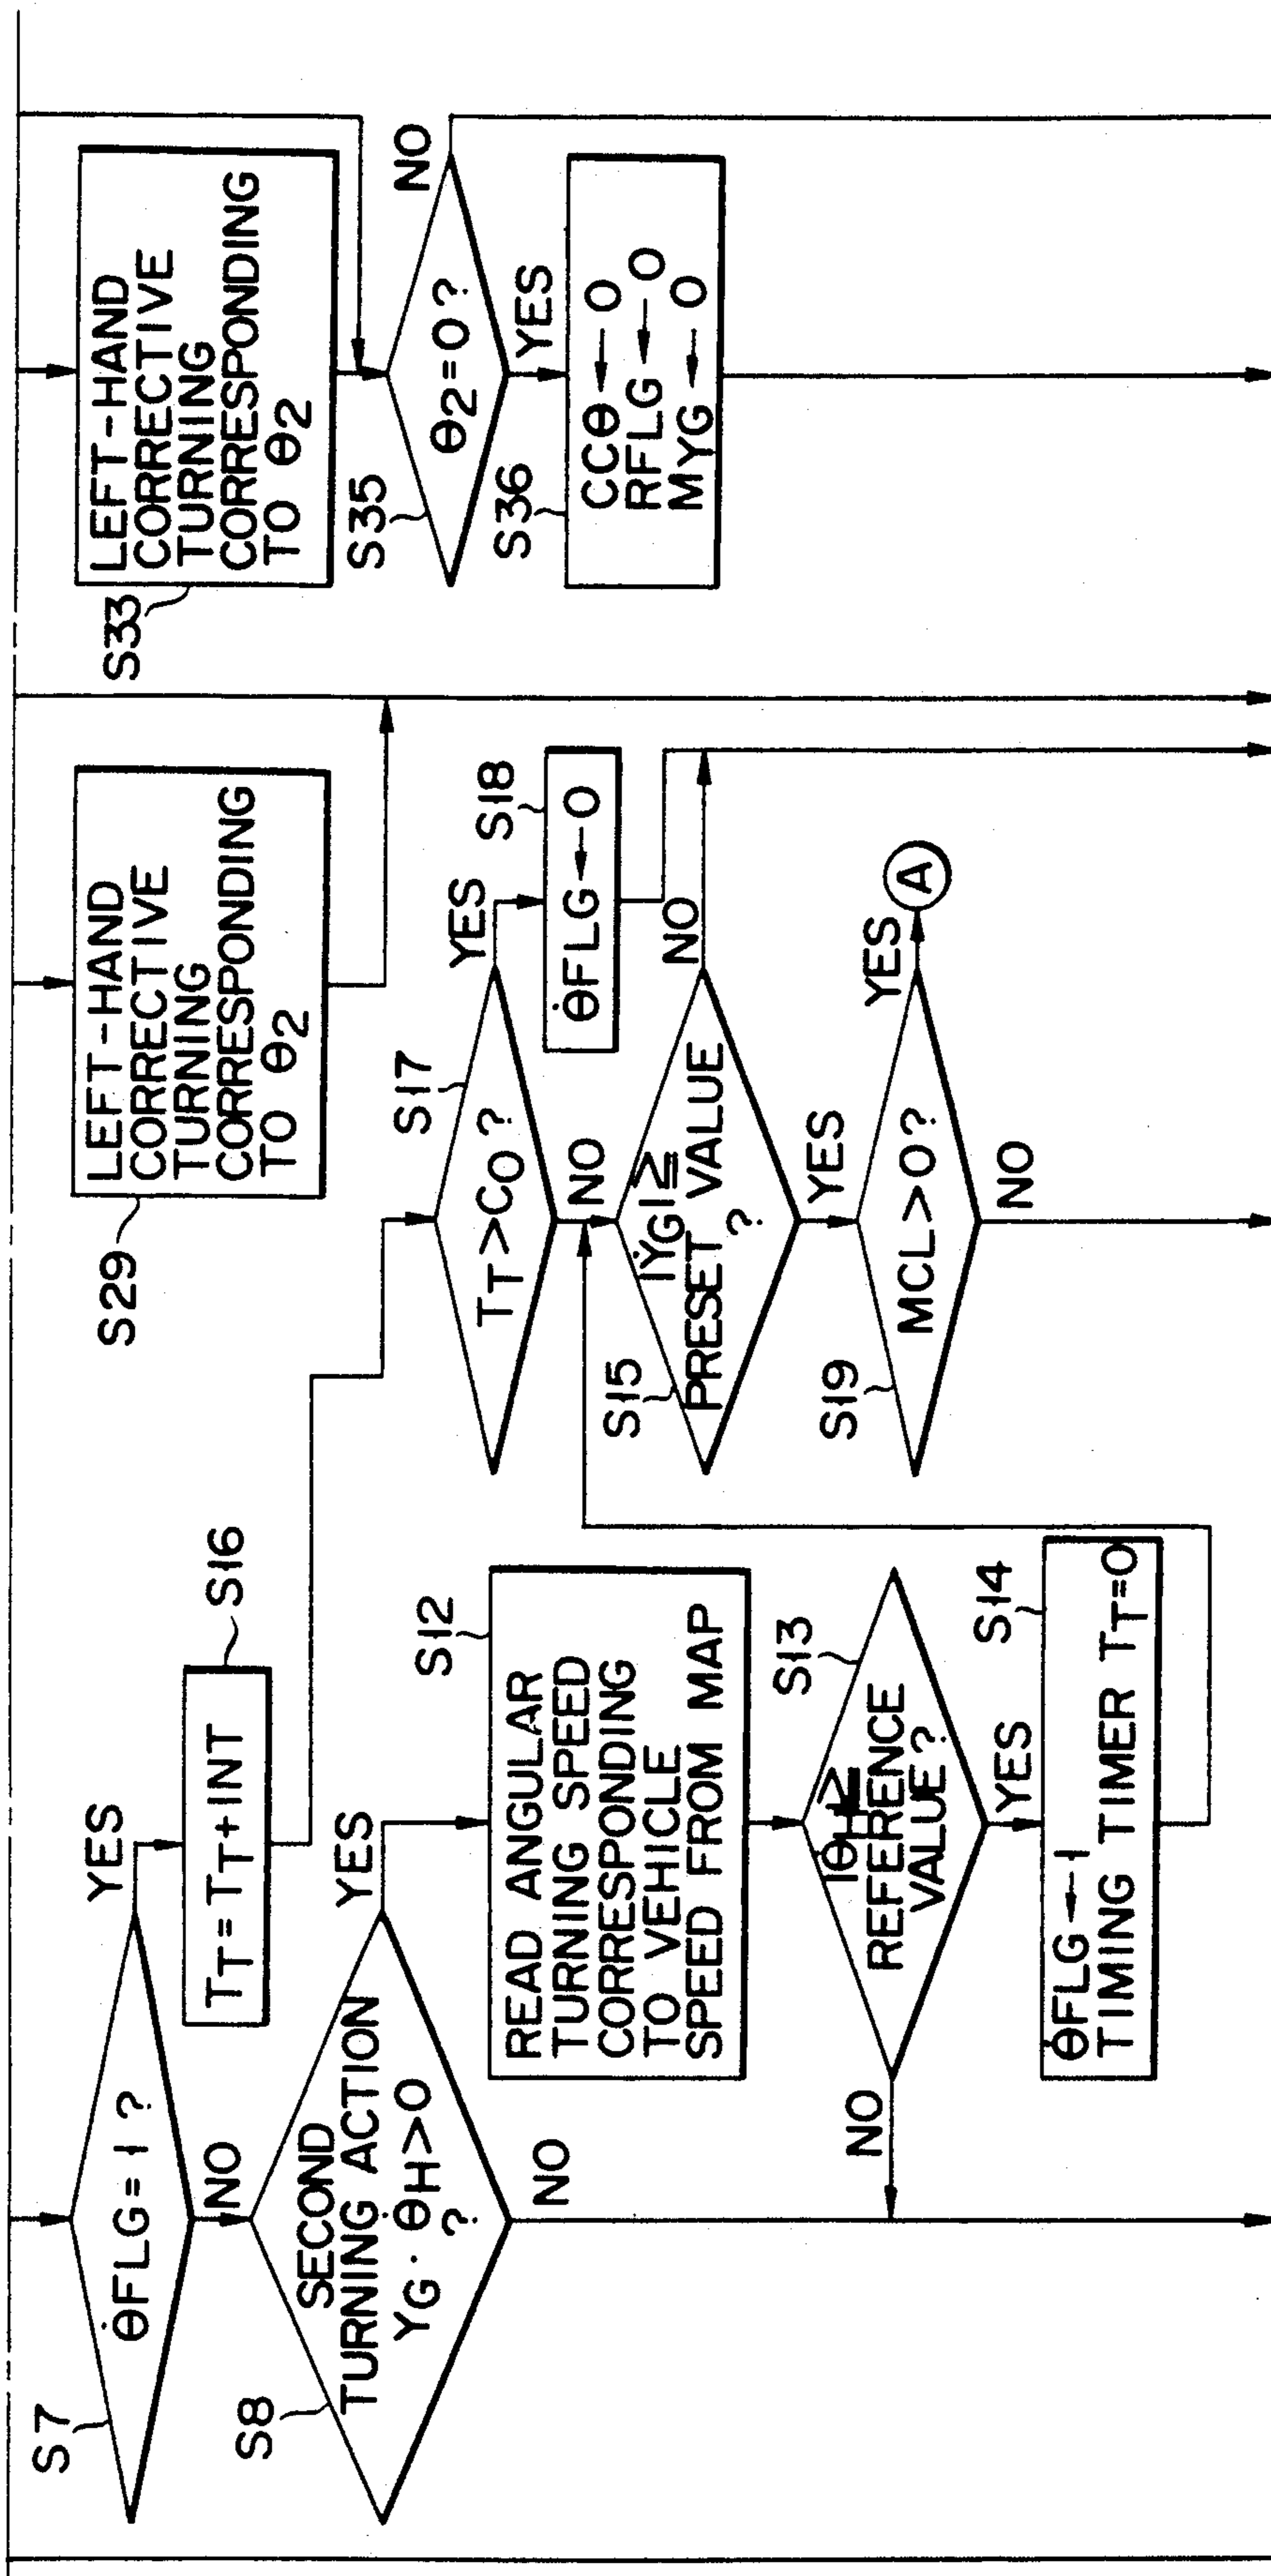 S7
θ̇FLG = 1 ?
YES
NO
TT = TT + INT
S16
S8
SECOND
TURNING ACTION
YG · θ̇H > 0
?
YES
NO
S12
READ ANGULAR
TURNING SPEED
CORRESPONDING
TO VEHICLE
SPEED FROM MAP
S13
|θ̇H| ≧
REFERENCE
VALUE ?
NO
YES
S14
θ̇FLG ← 1
TIMING TIMER TT = 0
S29
LEFT-HAND
CORRECTIVE
TURNING
CORRESPONDING
TO θ2
S17
TT > C0 ?
YES
NO
S18
θ̇FLG ← 0
S15
|ẎG| ≧
PRESET VALUE
?
NO
YES
S19
MCL > 0 ?
YES
A
NO
S33
LEFT-HAND
CORRECTIVE
TURNING
CORRESPONDING
TO θ2
S35
θ2 = 0 ?
NO
YES
S36
CCθ ← 0
RFLG ← 0
MYG ← 0